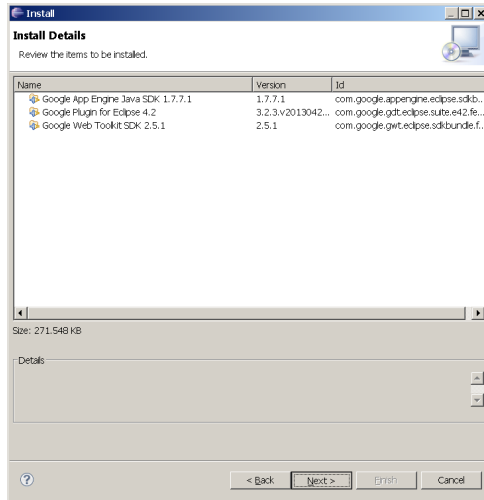 Install
Install Details
Review the items to be installed.
Name Version Id
Google App Engine Java SDK 1.7.7.1 1.7.7.1 com.google.appengine.eclipse.sdkb...
Google Plugin for Eclipse 4.2 3.2.3.v2013042... com.google.gdt.eclipse.suite.e42.fe...
Google Web Toolkit SDK 2.5.1 2.5.1 com.google.gwt.eclipse.sdkbundle.f...
Size: 271.548 KB
Details
?
< Back Next > Finish Cancel